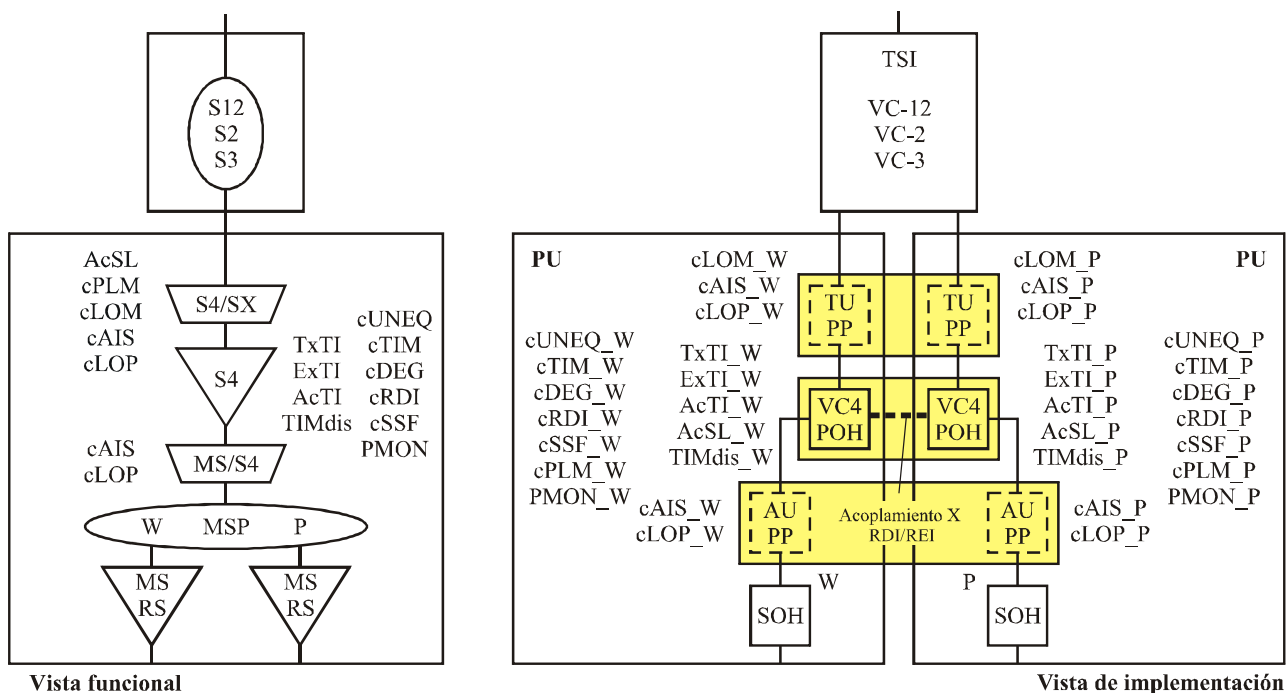 S12
S2
S3
AcSL
cPLM
cLOM
cAIS
cLOP
S4/SX
S4
TxTI
ExTI
AcTI
TIMdis
cUNEQ
cTIM
cDEG
cRDI
cSSF
PMON
cAIS
cLOP
MS/S4
W MSP P
MS
RS
MS
RS
Vista funcional
TSI
VC-12
VC-2
VC-3
PU
cLOM_W
cAIS_W
cLOP_W
TU
PP
TU
PP
cLOM_P
cAIS_P
cLOP_P
PU
cUNEQ_W
cTIM_W
cDEG_W
cRDI_W
cSSF_W
cPLM_W
PMON_W
TxTI_W
ExTI_W
AcTI_W
AcSL_W
TIMdis_W
VC4
POH
VC4
POH
TxTI_P
ExTI_P
AcTI_P
AcSL_P
TIMdis_P
cUNEQ_P
cTIM_P
cDEG_P
cRDI_P
cSSF_P
cPLM_P
PMON_P
cAIS_W
cLOP_W
AU
PP
Acoplamiento X
RDI/REI
AU
PP
cAIS_P
cLOP_P
W
P
SOH
SOH
Vista de implementación